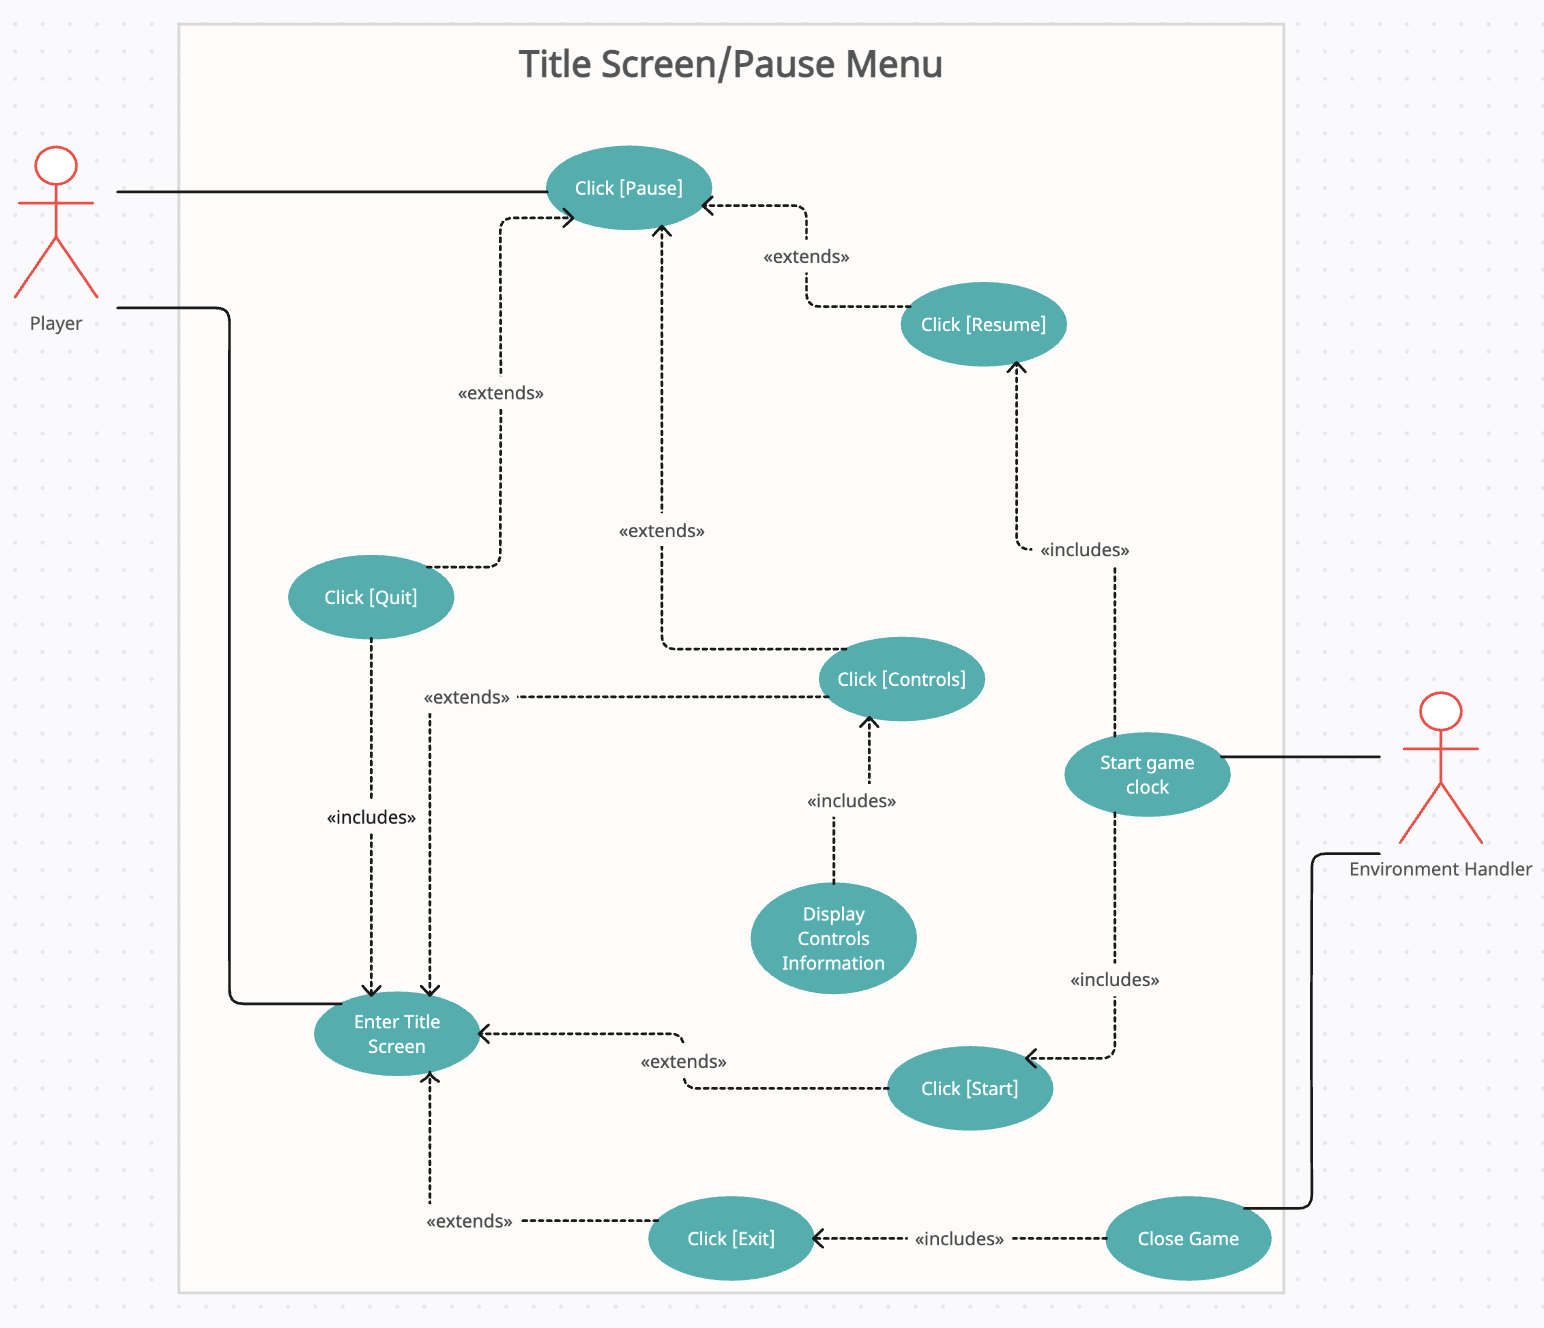 Title Screen/Pause Menu
Click [Pause]
«extends»
Click [Resume]
Player
«extends»
«extends»
«includes»
Click [Quit]
Click [Controls]
«extends»
Start game
clock
«includes»
«includes»
Environment Handler
Display
Controls
Information
«includes»
Enter Title
Screen
«extends»
Click [Start]
«extends»
Click [Exit]
«includes»
Close Game